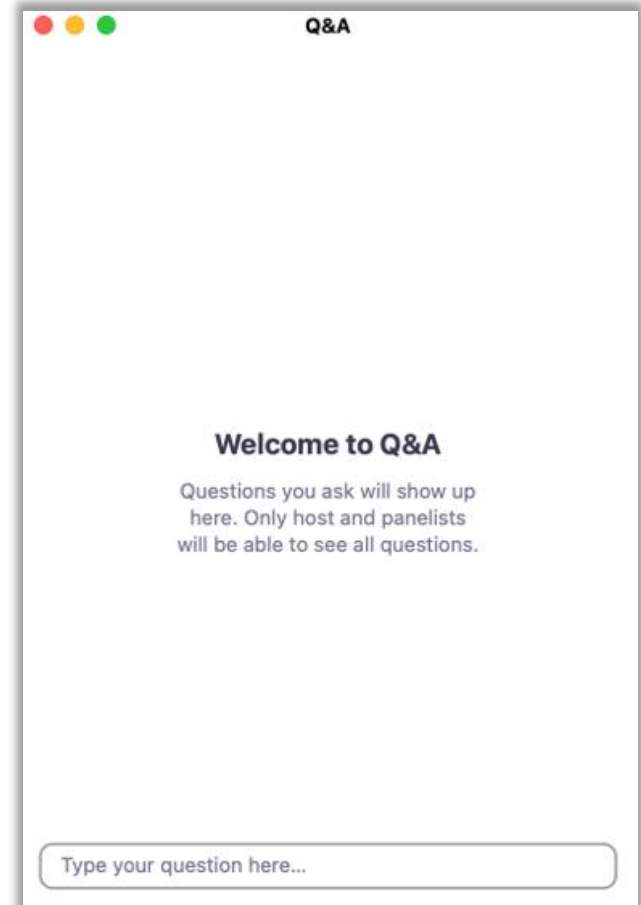 Q&A
Welcome to Q&A
Questions you ask will show up
here. Only host and panelists
will be able to see all questions.
Type your question here...